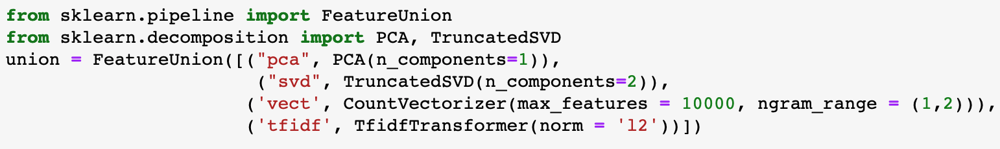 from sklearn.pipeline import FeatureUnion
from sklearn.decomposition import PCA, TruncatedSVD
union = FeatureUnion([("pca", PCA(n_components=1)),
("svd", TruncatedSVD(n_components=2)),
('vect', CountVectorizer(max_features = 10000, ngram_range = (1,2))),
('tfidf', TfidfTransformer(norm = 'l2'))])